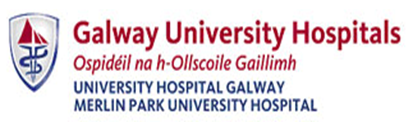 Galway University Hospitals
Ospidéil na h-Ollscoile Gaillimh
UNIVERSITY HOSPITAL GALWAY
MERLIN PARK UNIVERSITY HOSPITAL